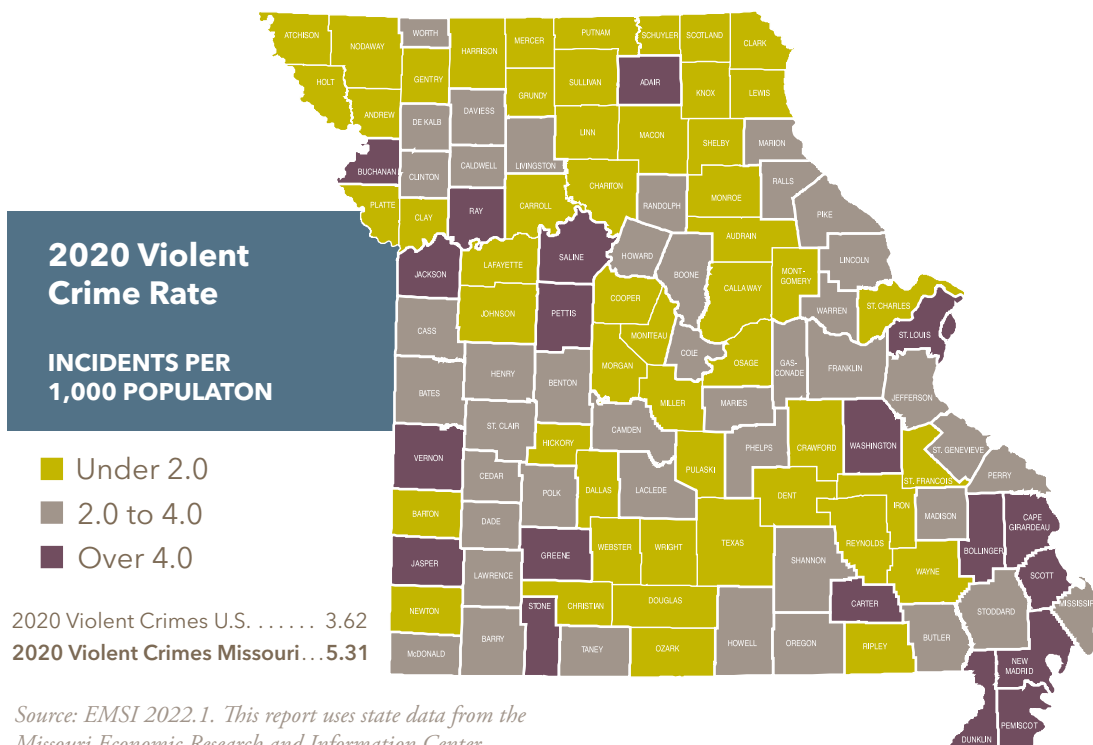 2020 Violent
Crime Rate
INCIDENTS PER
1,000 POPULATON
Under 2.0
2.0 to 4.0
Over 4.0
2020 Violent Crimes U.S. . . . . . . . 3.62
2020 Violent Crimes Missouri...5.31
Source: EMSI 2022.1. This report uses state data from the
Missouri Economic Research and Information Center
ATCHISON
NODAWAY
WORTH
HARRISON
MERCER
PUTNAM
SCHUYLER
SCOTLAND
CLARK
HOLT
GENTRY
GRUNDY
SULLIVAN
ADAIR
KNOX
LEWIS
ANDREW
DE KALB
DAVIESS
LINN
MACON
SHELBY
MARION
BUCHANAN
CLINTON
CALDWELL
LIVINGSTON
CHARITON
RANDOLPH
MONROE
RALLS
PIKE
PLATTE
CLAY
RAY
CARROLL
SALINE
HOWARD
BOONE
AUDRAIN
LINCOLN
JACKSON
LAFAYETTE
COOPER
CALLAWAY
MONT-
GOMERY
WARREN
ST. CHARLES
ST. LOUIS
CASS
JOHNSON
PETTIS
MONITEAU
COLE
OSAGE
GAS-
CONADE
FRANKLIN
JEFFERSON
BATES
HENRY
BENTON
MORGAN
MILLER
MARIES
ST. CLAIR
CAMDEN
PHELPS
CRAWFORD
WASHINGTON
ST. GENEVIEVE
ST. FRANCOIS
PERRY
VERNON
CEDAR
HICKORY
POLK
DALLAS
LACLEDE
PULASKI
DENT
IRON
MADISON
CAPE
GIRARDEAU
BOLLINGER
BARTON
DADE
WEBSTER
WRIGHT
TEXAS
SHANNON
REYNOLDS
WAYNE
SCOTT
JASPER
LAWRENCE
GREENE
STONE
CHRISTIAN
DOUGLAS
CARTER
STODDARD
MISSISSIP
NEWTON
BARRY
TANEY
OZARK
HOWELL
OREGON
RIPLEY
BUTLER
McDONALD
NEW
MADRID
PEMISCOT
DUNKLIN